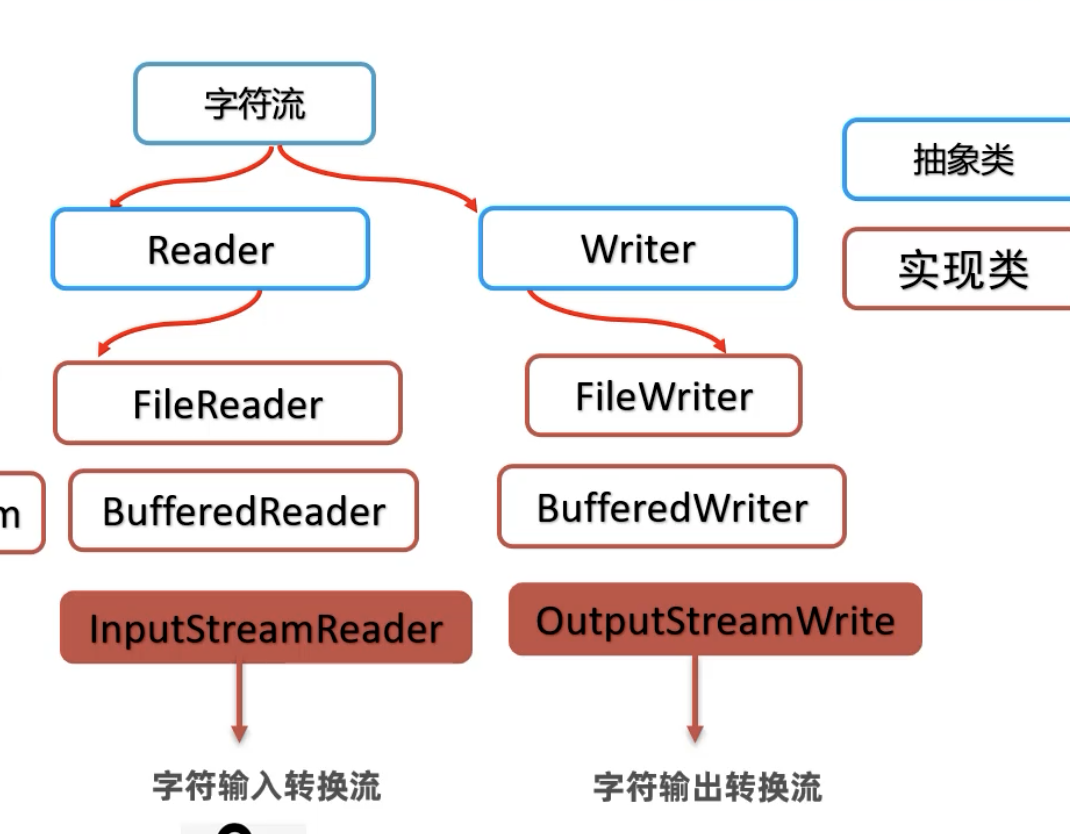 字符流
抽象类
Reader
Writer
实现类
FileReader
FileWriter
m
BufferedReader
BufferedWriter
InputStreamReader
OutputStreamWrite
字符输入转换流
字符输出转换流